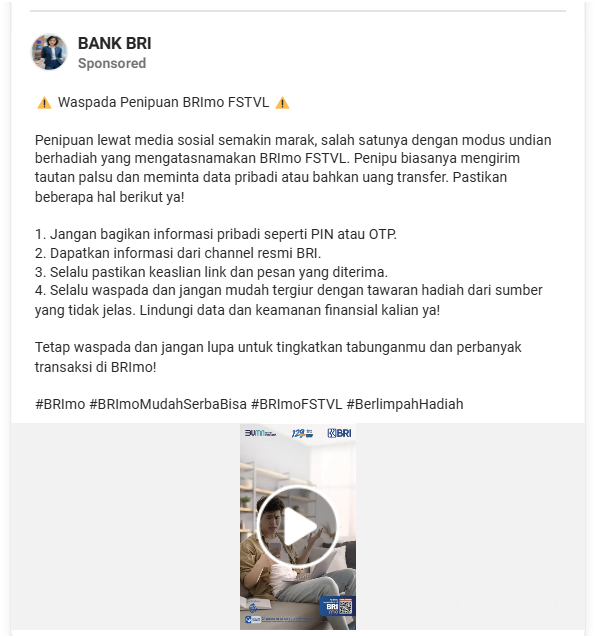 BANK BRI
Sponsored
⚠️ Waspada Penipuan BRImo FSTVL ⚠️
Penipuan lewat media sosial semakin marak, salah satunya dengan modus undian
berhadiah yang mengatasnamakan BRImo FSTVL. Penipu biasanya mengirim
tautan palsu dan meminta data pribadi atau bahkan uang transfer. Pastikan
beberapa hal berikut ya!
1. Jangan bagikan informasi pribadi seperti PIN atau OTP.
2. Dapatkan informasi dari channel resmi BRI.
3. Selalu pastikan keaslian link dan pesan yang diterima.
4. Selalu waspada dan jangan mudah tergiur dengan tawaran hadiah dari sumber
yang tidak jelas. Lindungi data dan keamanan finansial kalian ya!
Tetap waspada dan jangan lupa untuk tingkatkan tabunganmu dan perbanyak
transaksi di BRImo!
#BRImo #BRImoMudahSerbaBisa #BRImoFSTVL #BerlimpahHadiah
BUMN 129 BRI
BRI